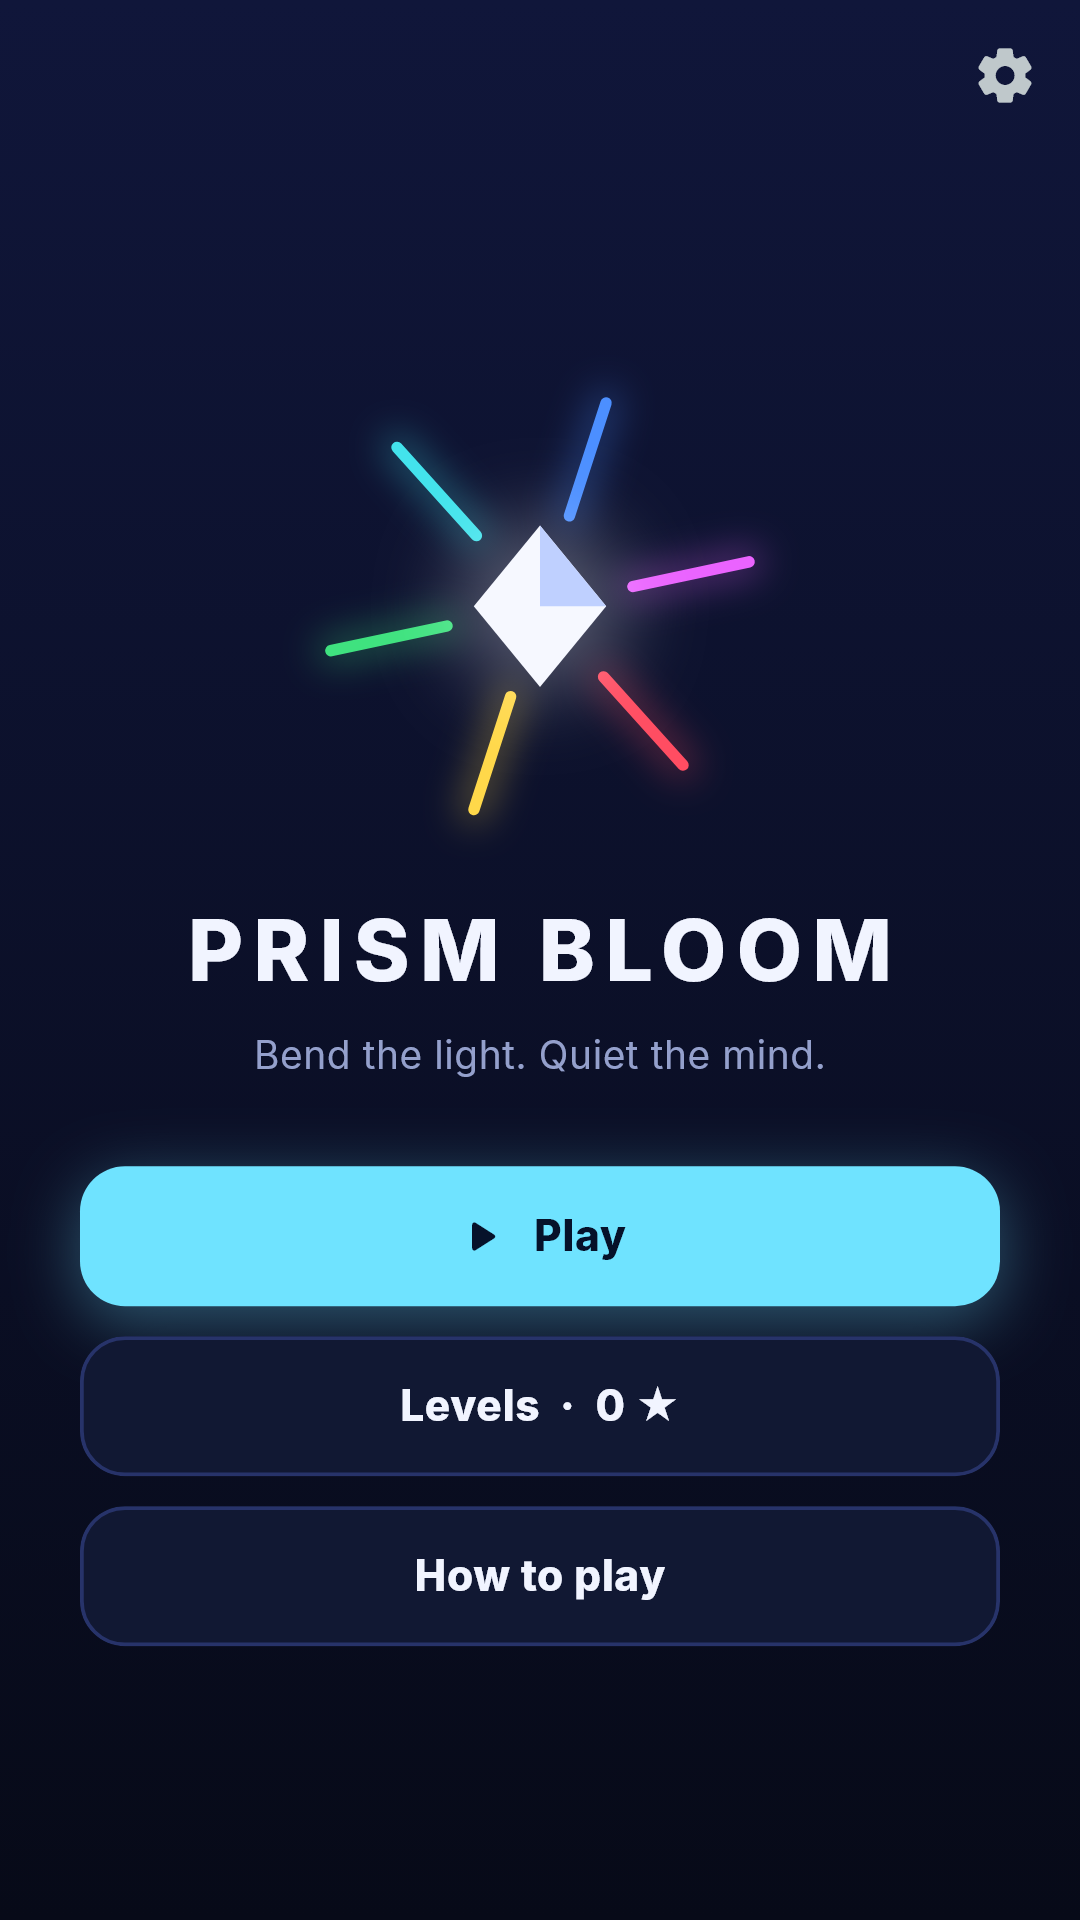 PRISM BLOOM
Bend the light. Quiet the mind.
Play
Levels · 0 ★
How to play